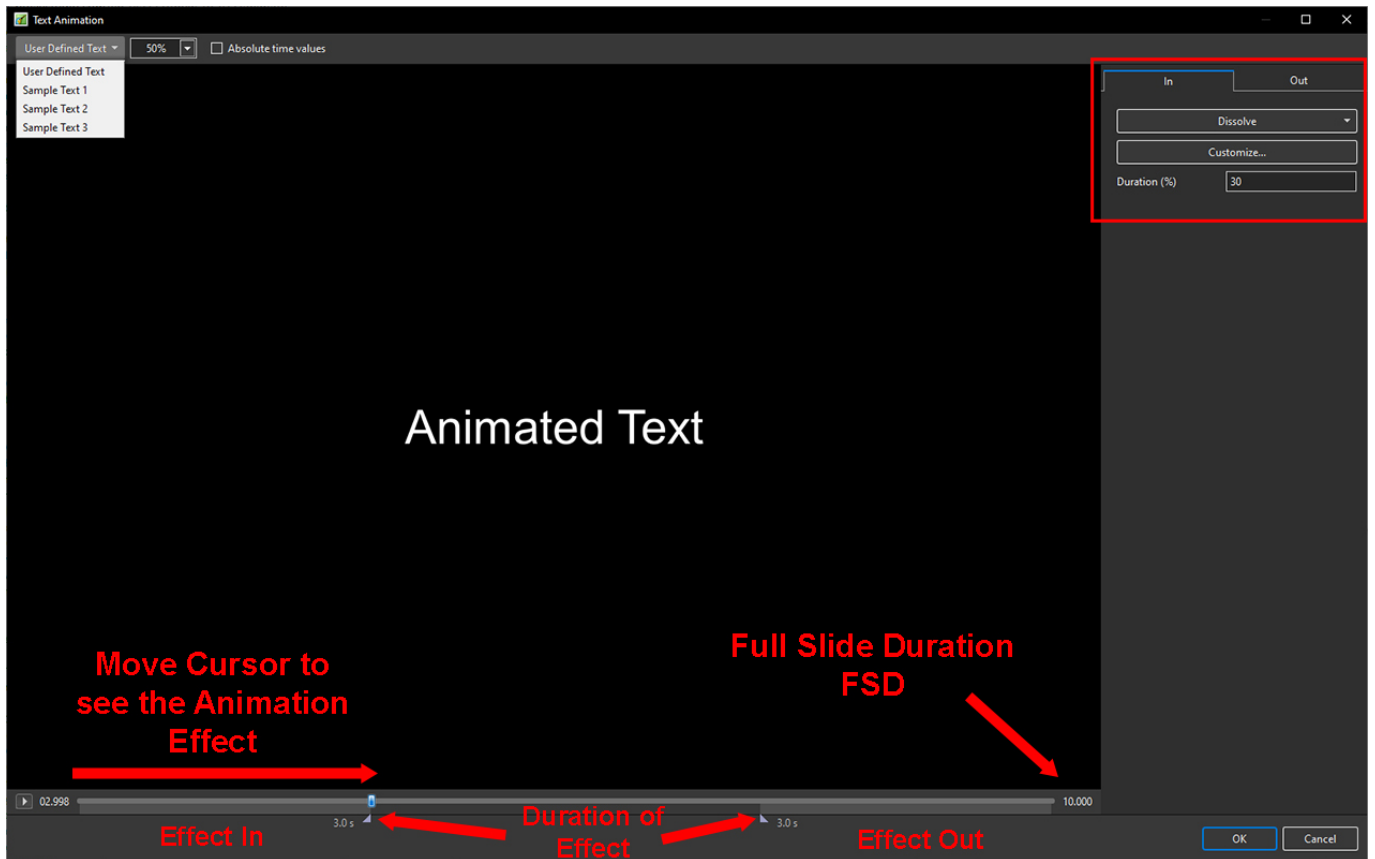 Text Animation
User Defined Text
50%
Absolute time values
User Defined Text
Sample Text 1
Sample Text 2
Sample Text 3
In
Out
Dissolve
Customize...
Duration (%)
30
Animated Text
Move Cursor to
see the Animation
Effect
Full Slide Duration
FSD
02.998
10.000
3.0 s
3.0 s
Effect In
Duration of
Effect
Effect Out
OK
Cancel